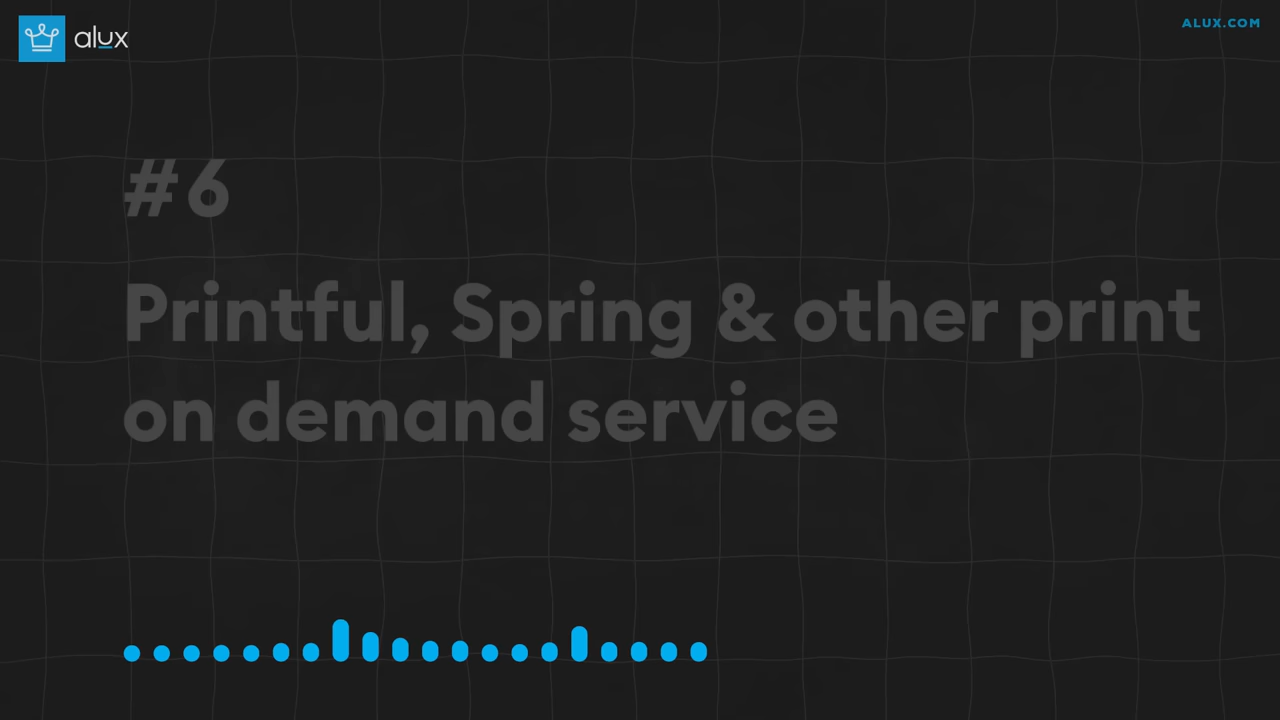 alux
ALUX.COM
#6
Printful, Spring & other print
on demand service